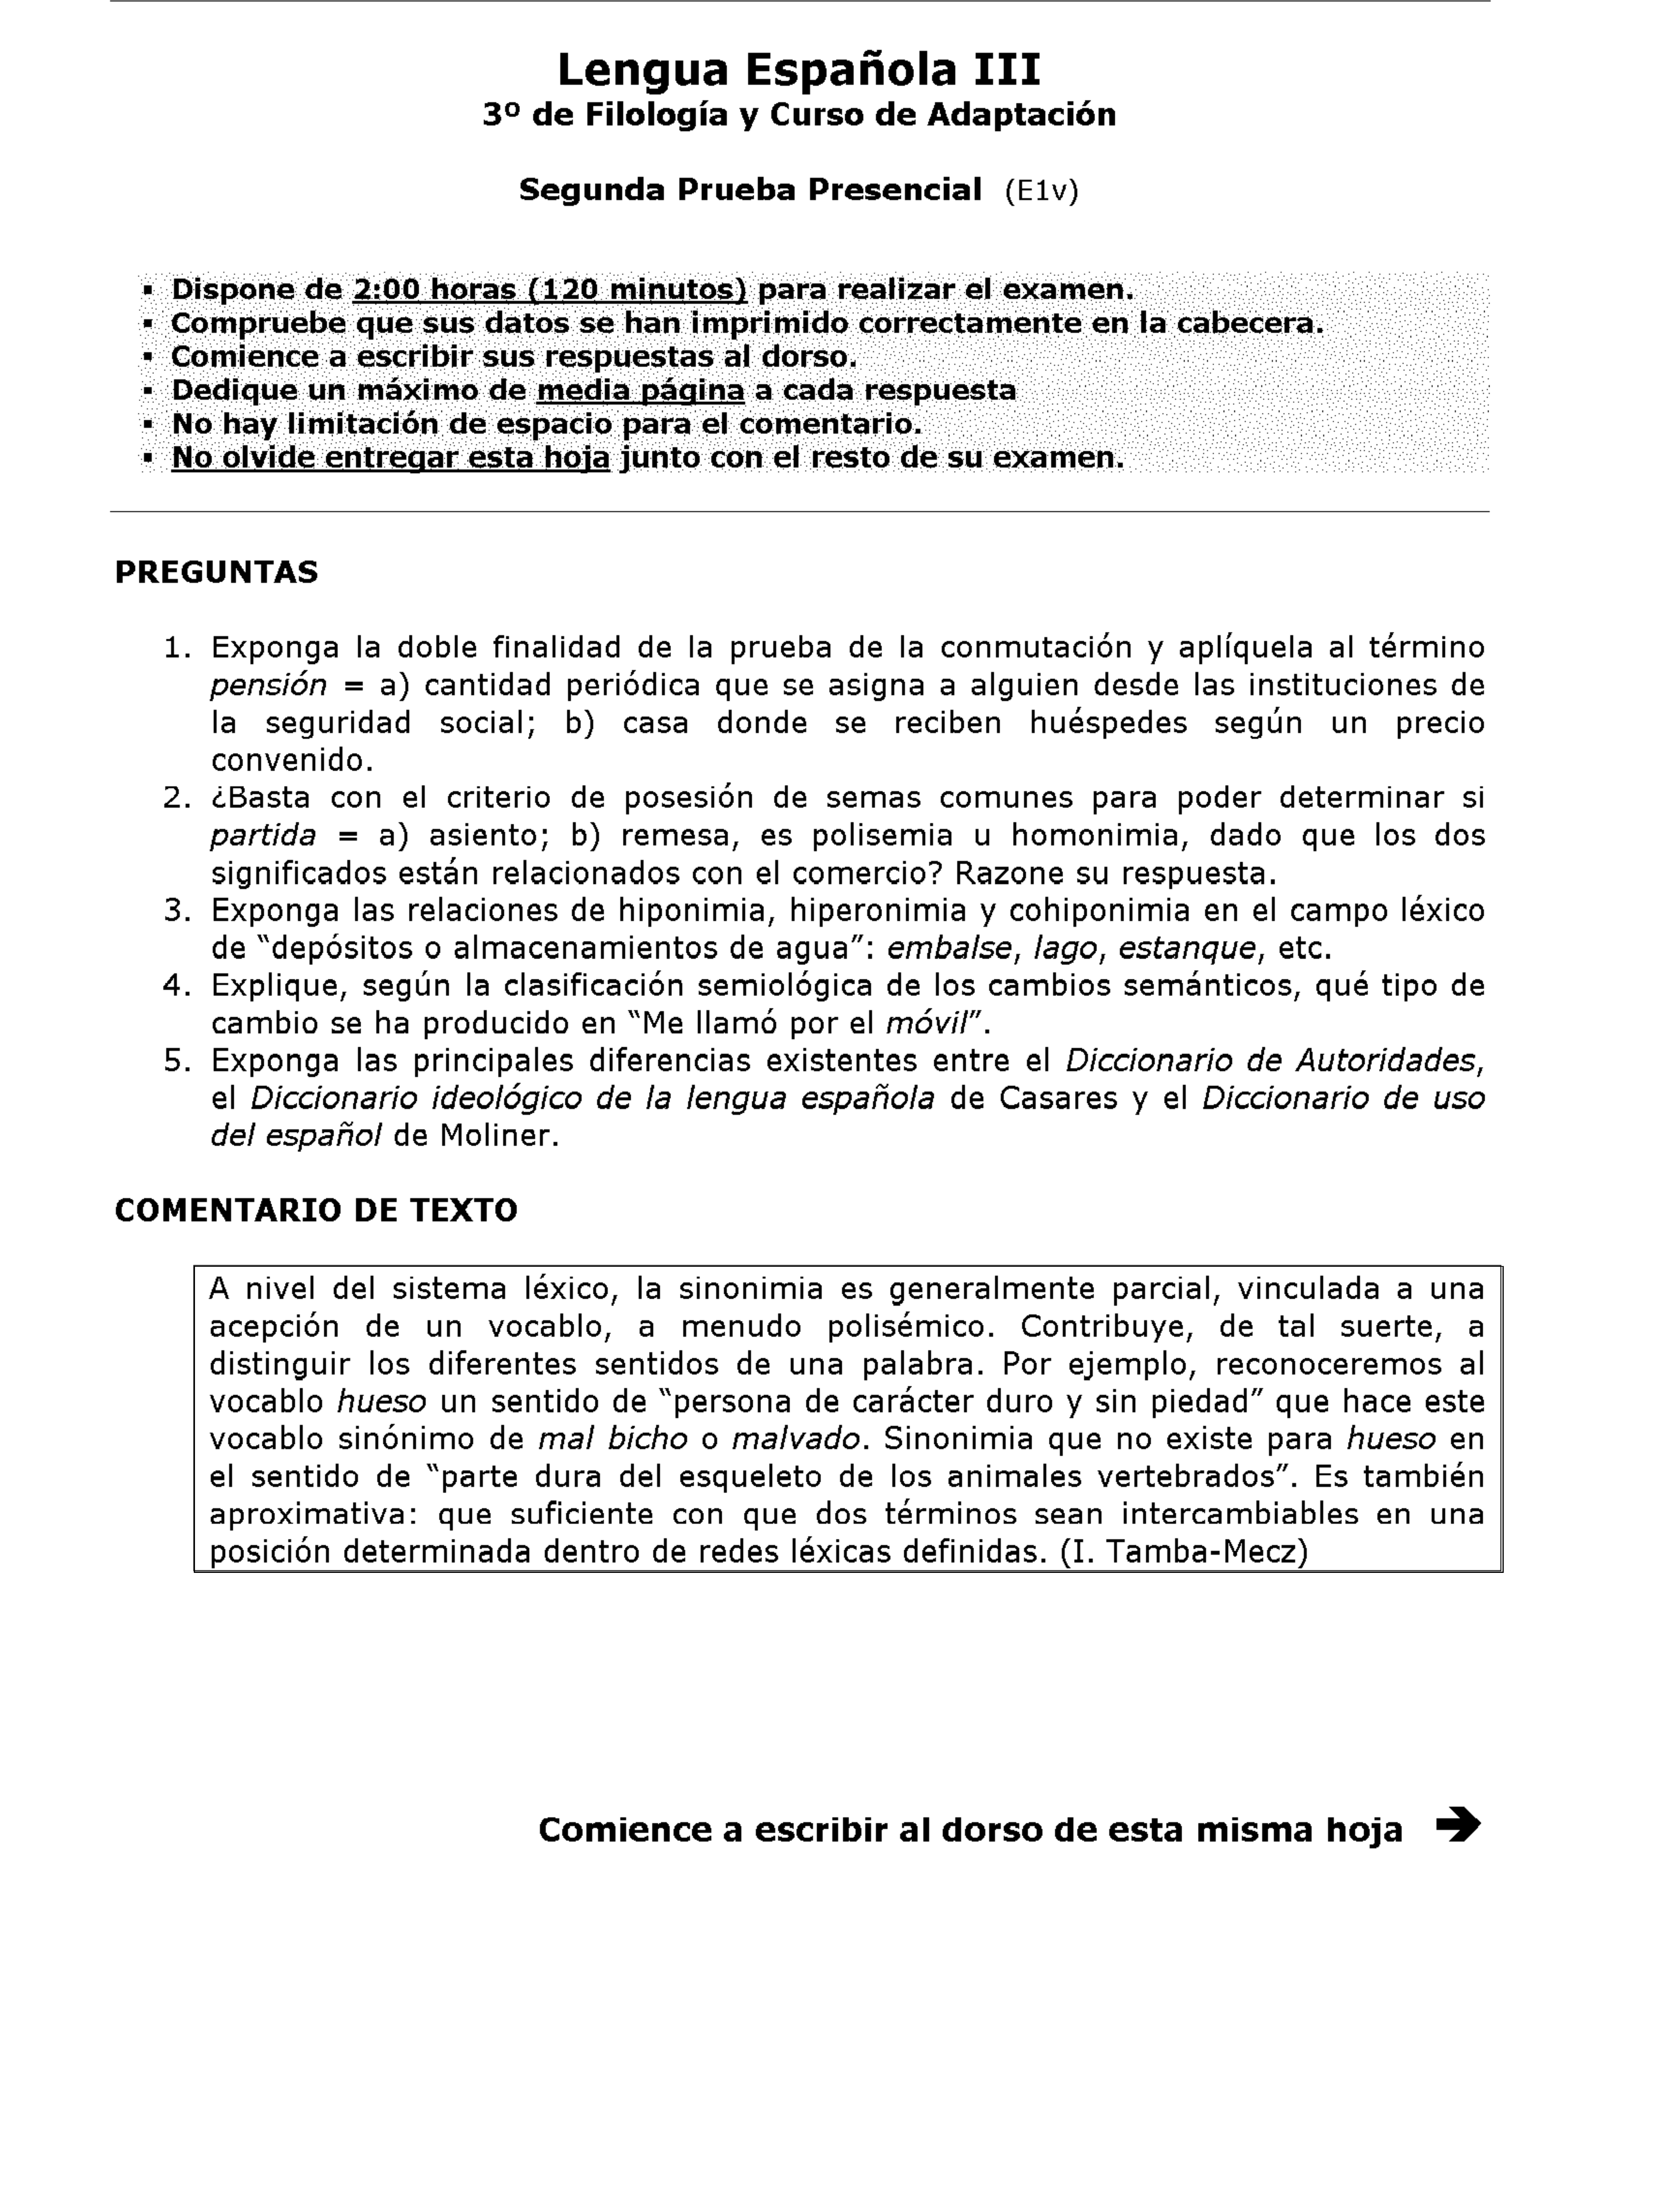 Lengua Española III
3º de Filología y Curso de Adaptación
Segunda Prueba Presencial (E1v)
▪ Dispone de 2:00 horas (120 minutos) para realizar el examen.
▪ Compruebe que sus datos se han imprimido correctamente en la cabecera.
▪ Comience a escribir sus respuestas al dorso.
▪ Dedique un máximo de media página a cada respuesta
▪ No hay limitación de espacio para el comentario.
▪ No olvide entregar esta hoja junto con el resto de su examen.
PREGUNTAS
1. Exponga la doble finalidad de la prueba de la conmutación y aplíquela al término
pensión = a) cantidad periódica que se asigna a alguien desde las instituciones de
la seguridad social; b) casa donde se reciben huéspedes según un precio
convenido.
2. ¿Basta con el criterio de posesión de semas comunes para poder determinar si
partida = a) asiento; b) remesa, es polisemia u homonimia, dado que los dos
significados están relacionados con el comercio? Razone su respuesta.
3. Exponga las relaciones de hiponimia, hiperonimia y cohiponimia en el campo léxico
de “depósitos o almacenamientos de agua”: embalse, lago, estanque, etc.
4. Explique, según la clasificación semiológica de los cambios semánticos, qué tipo de
cambio se ha producido en “Me llamó por el móvil”.
5. Exponga las principales diferencias existentes entre el Diccionario de Autoridades,
el Diccionario ideológico de la lengua española de Casares y el Diccionario de uso
del español de Moliner.
COMENTARIO DE TEXTO
A nivel del sistema léxico, la sinonimia es generalmente parcial, vinculada a una
acepción de un vocablo, a menudo polisémico. Contribuye, de tal suerte, a
distinguir los diferentes sentidos de una palabra. Por ejemplo, reconoceremos al
vocablo hueso un sentido de “persona de carácter duro y sin piedad” que hace este
vocablo sinónimo de mal bicho o malvado. Sinonimia que no existe para hueso en
el sentido de “parte dura del esqueleto de los animales vertebrados”. Es también
aproximativa: que suficiente con que dos términos sean intercambiables en una
posición determinada dentro de redes léxicas definidas. (I. Tamba-Mecz)
Comience a escribir al dorso de esta misma hoja ➔